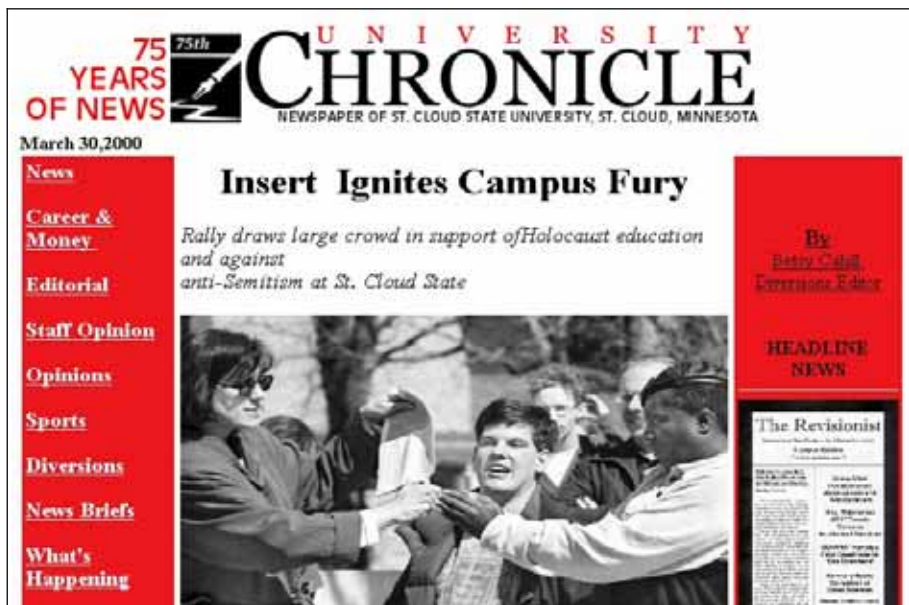 75
YEARS
OF NEWS
75th
UNIVERSITY
CHRONICLE
NEWSPAPER OF ST. CLOUD STATE UNIVERSITY, ST. CLOUD, MINNESOTA
March 30,2000
News
Career &
Money
Editorial
Staff Opinion
Opinions
Sports
Diversions
News Briefs
What's
Happening
Insert Ignites Campus Fury
Rally draws large crowd in support ofHolocaust education
and against
anti-Semitism at St. Cloud State
By
Betsy Cahill,
Diversions Editor
HEADLINE
NEWS
The Revisionist